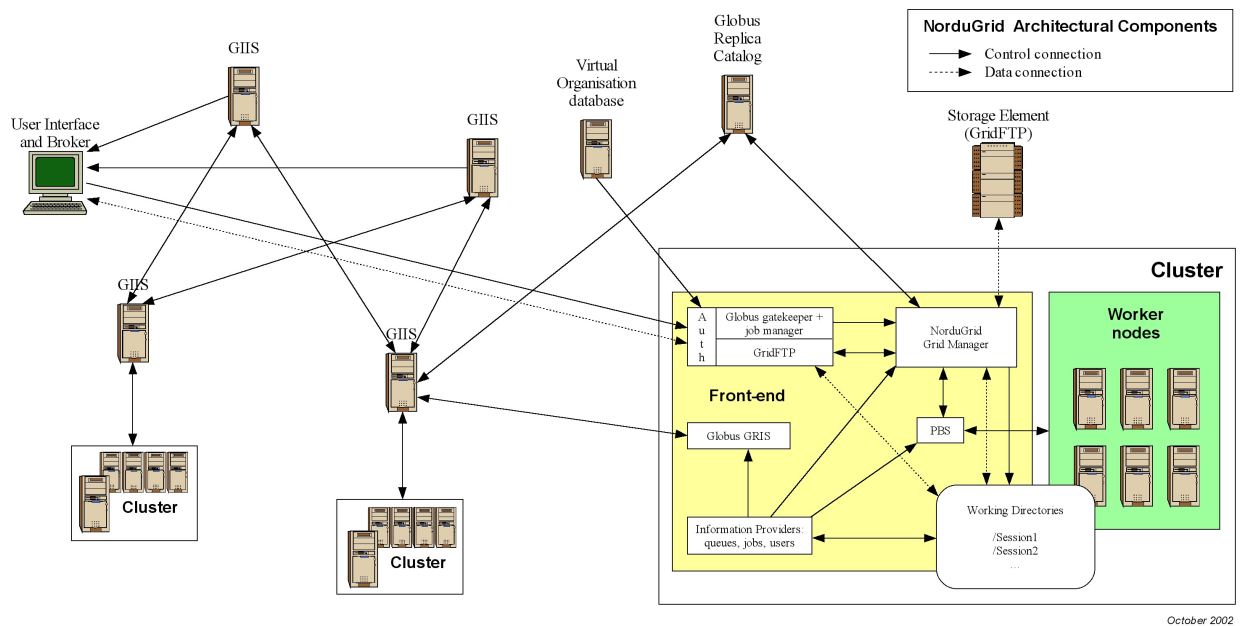 NorduGrid Architectural Components
Control connection
Data connection
Globus
Replica
Catalog
GIIS
Virtual
Organisation
database
User Interface
and Broker
GIIS
Storage Element
(GridFTP)
GIIS
GIIS
Cluster
A
u
t
h
Globus gatekeeper +
job manager
GridFTP
NorduGrid
Grid Manager
Worker
nodes
Front-end
Globus GRIS
PBS
Information Providers:
queues, jobs, users
Working Directories
/Session1
/Session2
...
Cluster
Cluster
October 2002